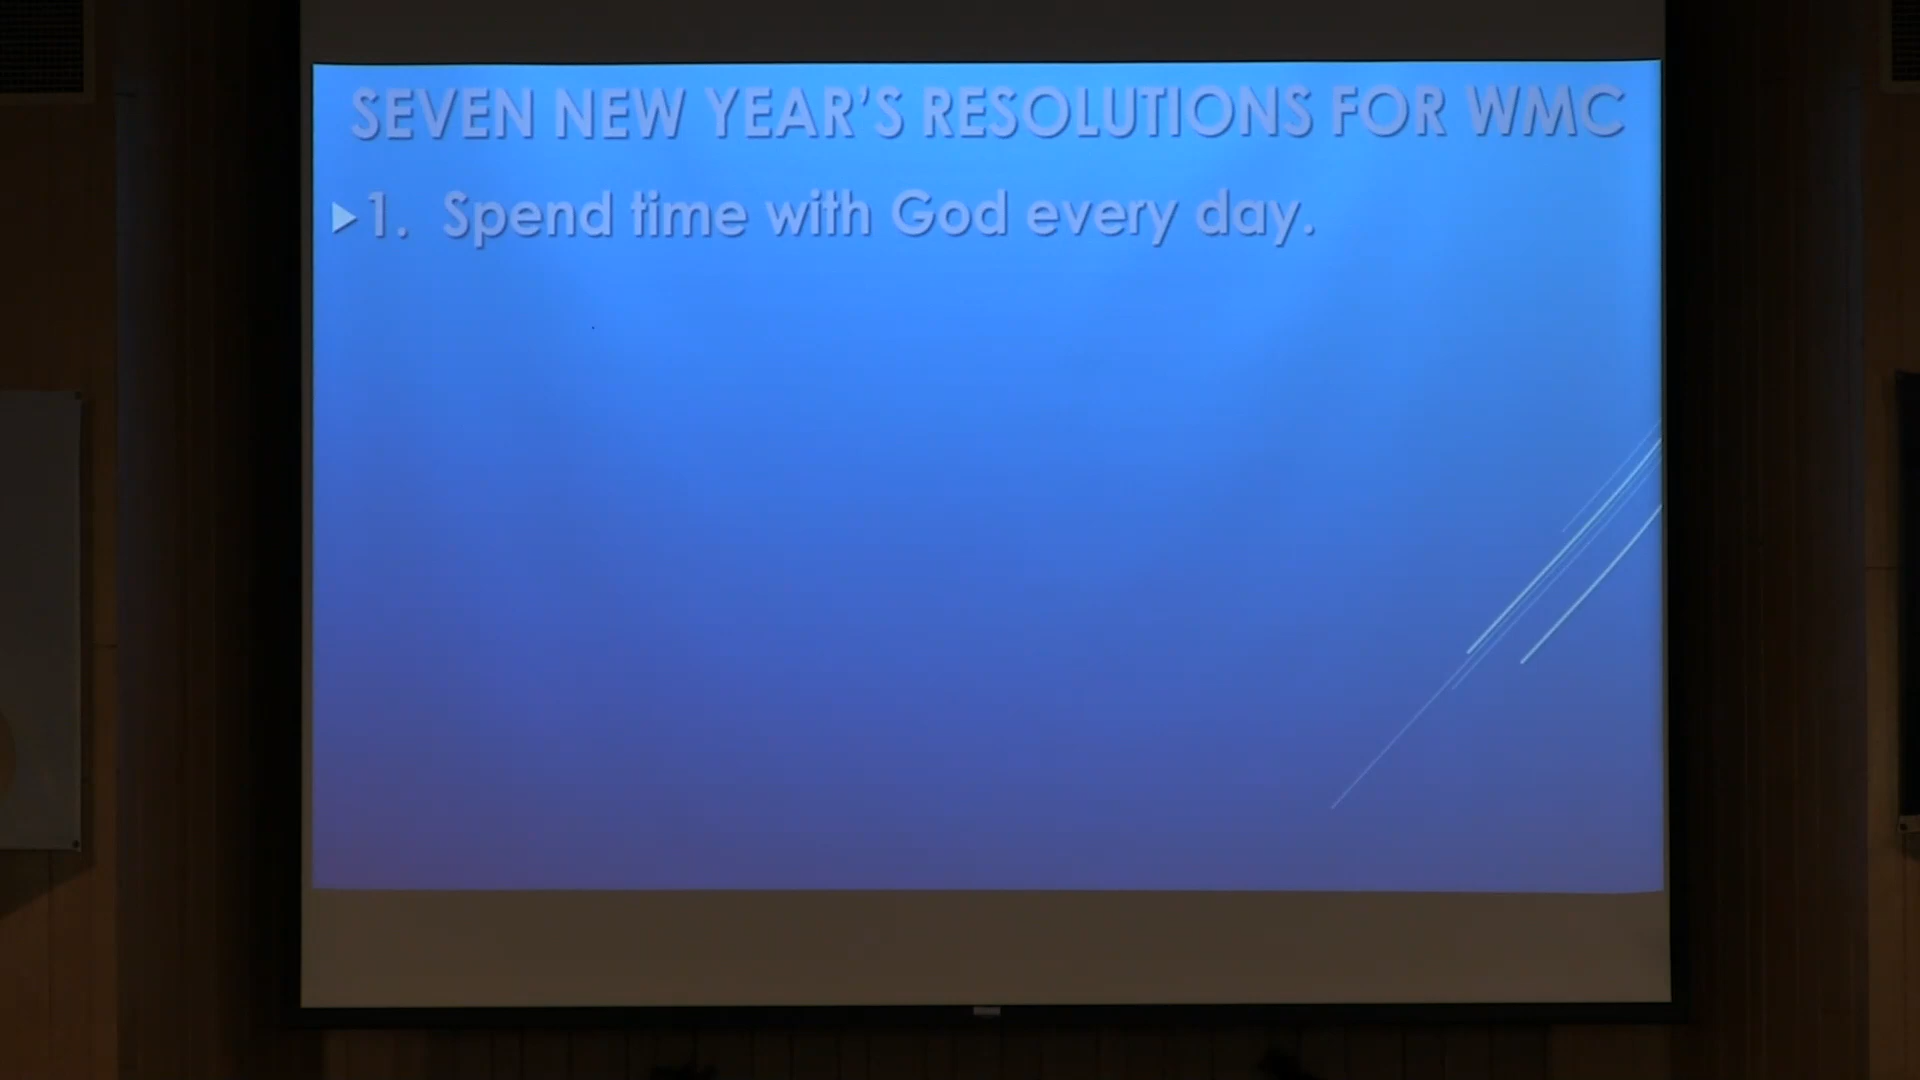 SEVEN NEW YEAR'S RESOLUTIONS FOR WMC
1. Spend time with God every day.